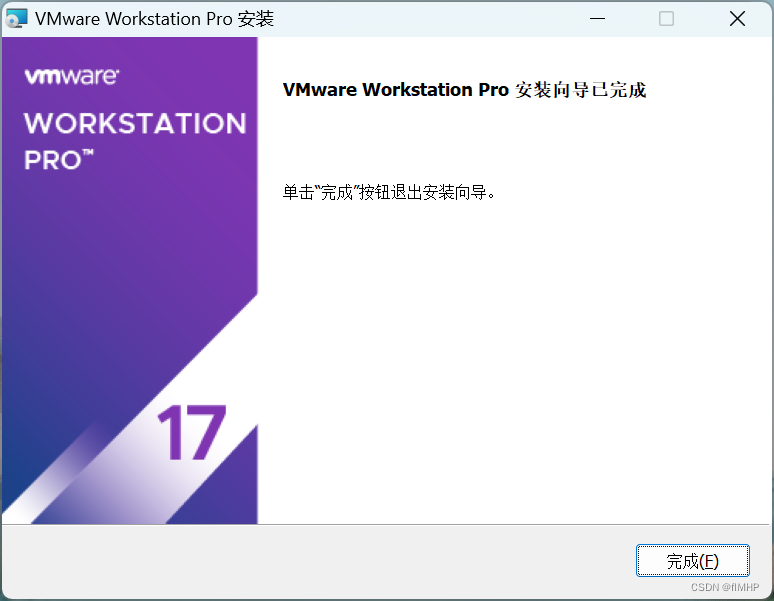 VMware Workstation Pro 安装
vmware
WORKSTATION
PRO™
VMware Workstation Pro 安装向导已完成
单击“完成”按钮退出安装向导。
17
完成(F)
CSDN @flMHP